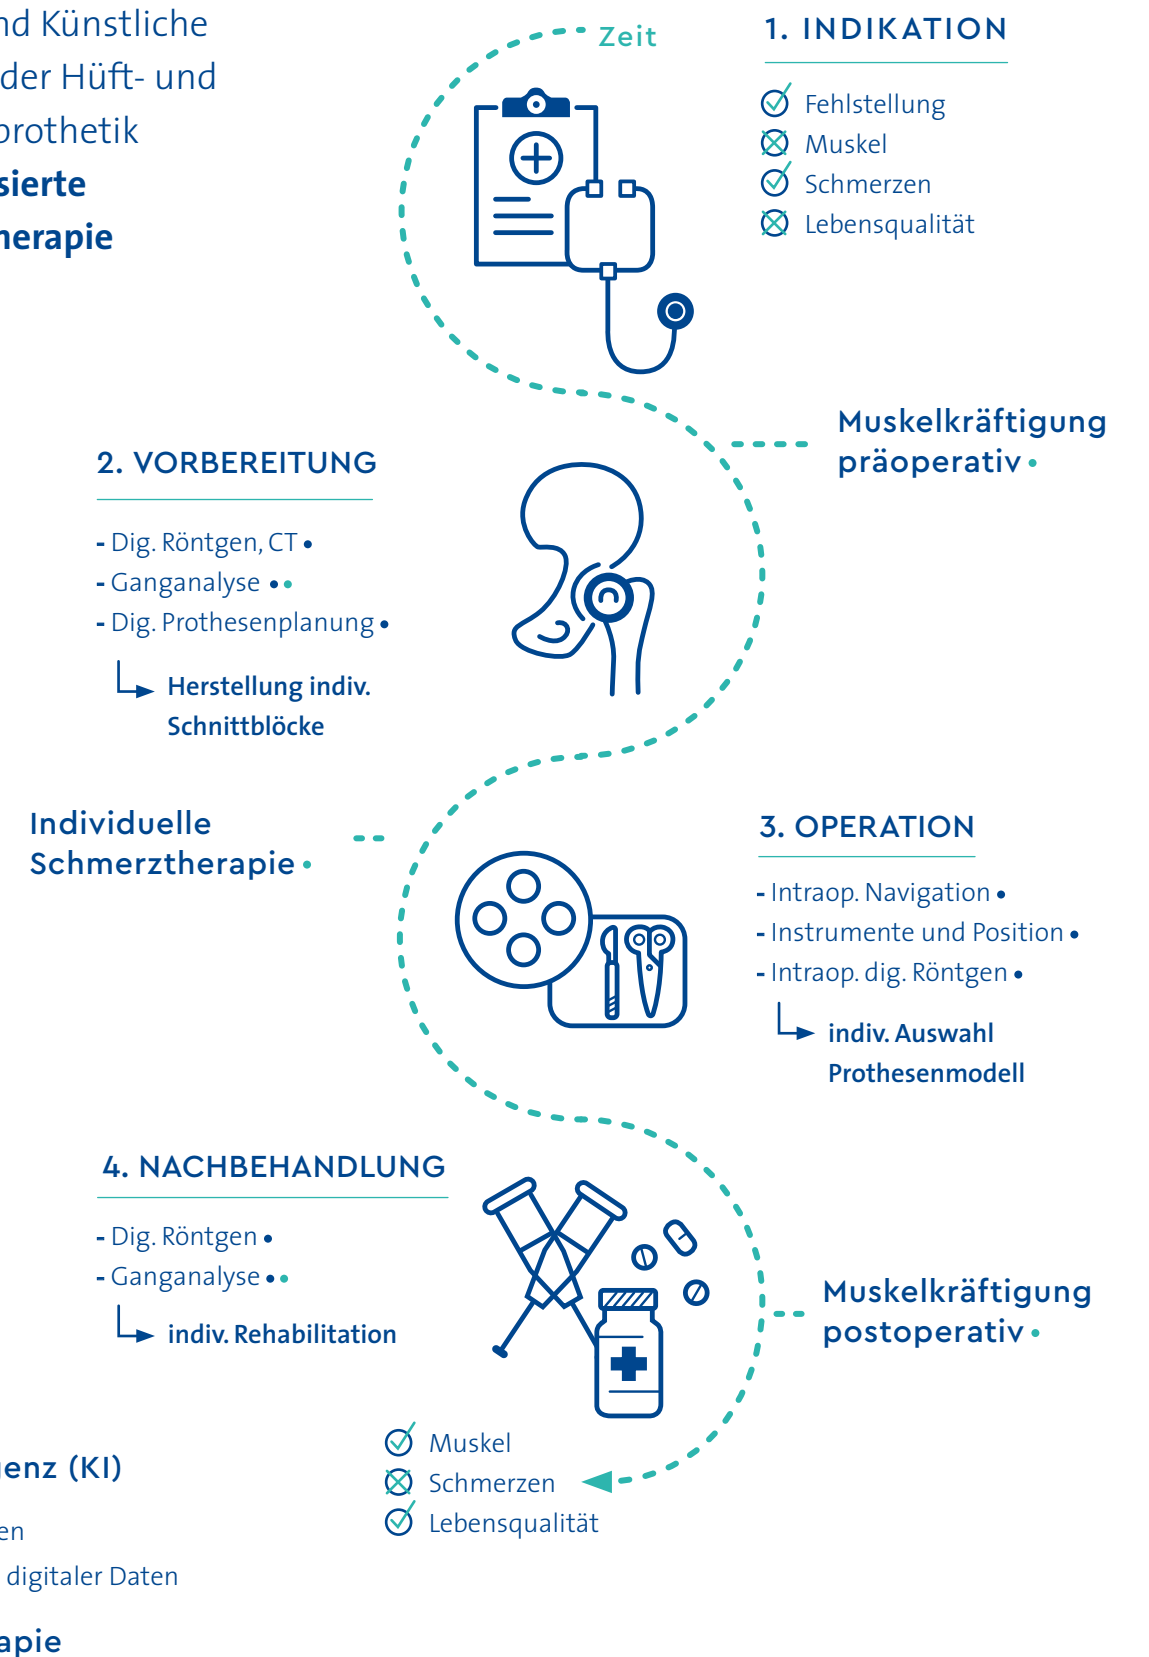 nd Künstliche
der Hüft- und
prothetik
sierte
herapie
Zeit
1. INDIKATION
Fehlstellung
Muskel
Schmerzen
Lebensqualität
Muskelkräftigung
präoperativ •
2. VORBEREITUNG
- Dig. Röntgen, CT •
- Ganganalyse ••
- Dig. Prothesenplanung •
Herstellung indiv.
Schnittblöcke
Individuelle
Schmerztherapie •
3. OPERATION
- Intraop. Navigation •
- Instrumente und Position •
- Intraop. dig. Röntgen •
indiv. Auswahl
Prothesenmodell
4. NACHBEHANDLUNG
- Dig. Röntgen •
- Ganganalyse ••
indiv. Rehabilitation
Muskelkräftigung
postoperativ •
Muskel
Schmerzen
Lebensqualität
enz (KI)
en
digitaler Daten
apie